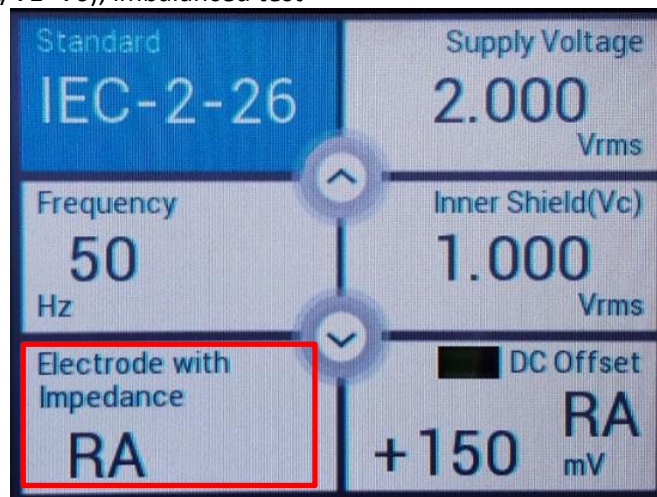 Standard
IEC-2-26
Supply Voltage
2.000
Vrms
Frequency
50
Hz
Inner Shield(Vc)
1.000
Vrms
Electrode with
Impedance
RA
DC Offset
RA
+150 mV